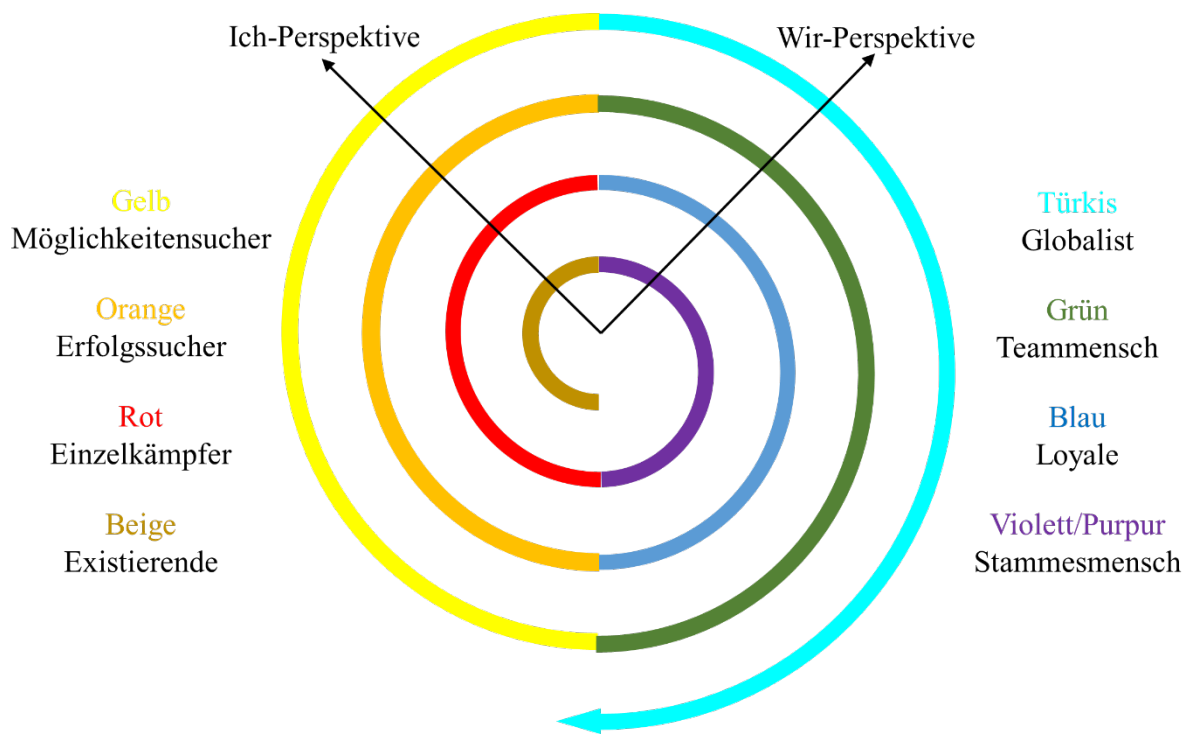 Ich-Perspektive
Wir-Perspektive
Gelb
Möglichkeitensucher
Orange
Erfolgssucher
Rot
Einzelkämpfer
Beige
Existierende
Türkis
Globalist
Grün
Teammensch
Blau
Loyale
Violett/Purpur
Stammesmensch